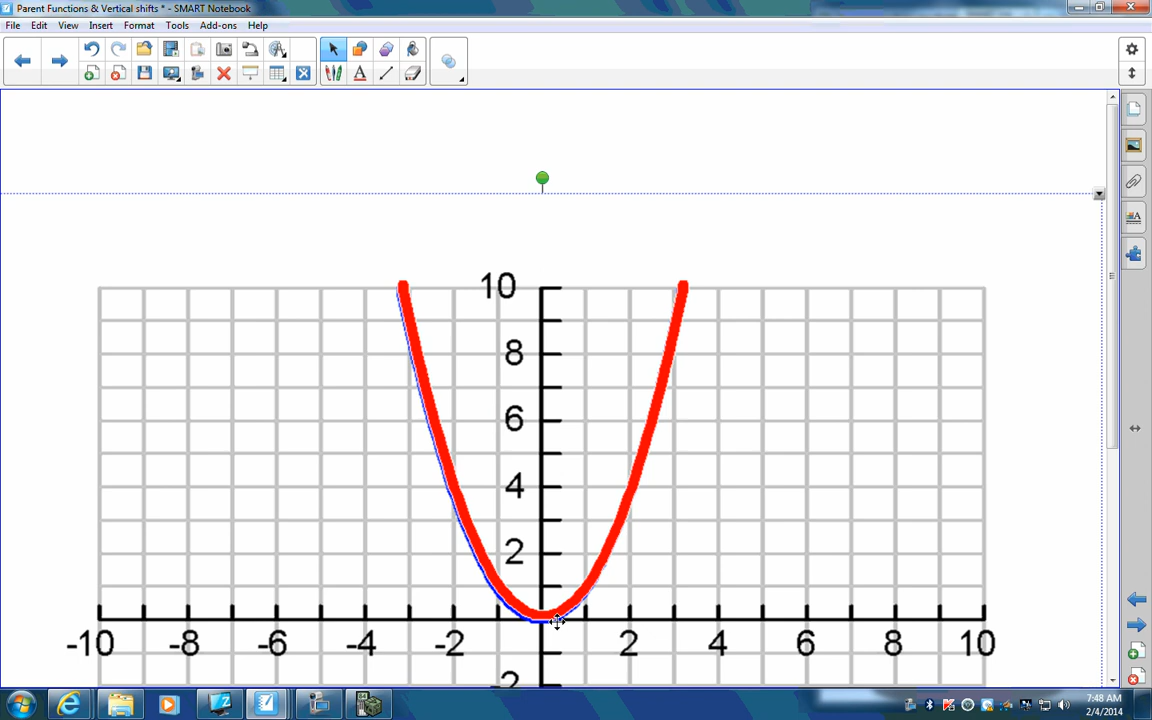 Parent Functions & Vertical shifts * - SMART Notebook
File Edit View Insert Format Tools Add-ons Help
10
8
6
4
2
-10 -8 -6 -4 -2 2 4 6 8 10
-2
7:48 AM
2/4/2014